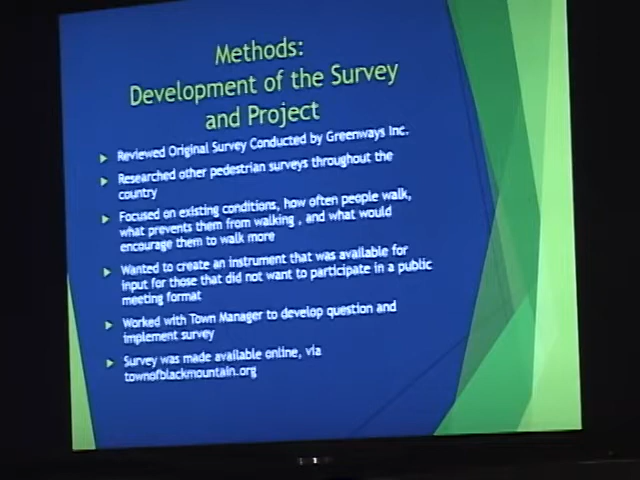 Methods:
Development of the Survey
and Project
Reviewed Original Survey Conducted by Greenways Inc.
Researched other pedestrian surveys throughout the
country
Focused on existing conditions, how often people walk,
what prevents them from walking , and what would
encourage them to walk more
Wanted to create an instrument that was available for
input for those that did not want to participate in a public
meeting format
Worked with Town Manager to develop question and
implement survey
Survey was made available online, via
townofblackmountain.org